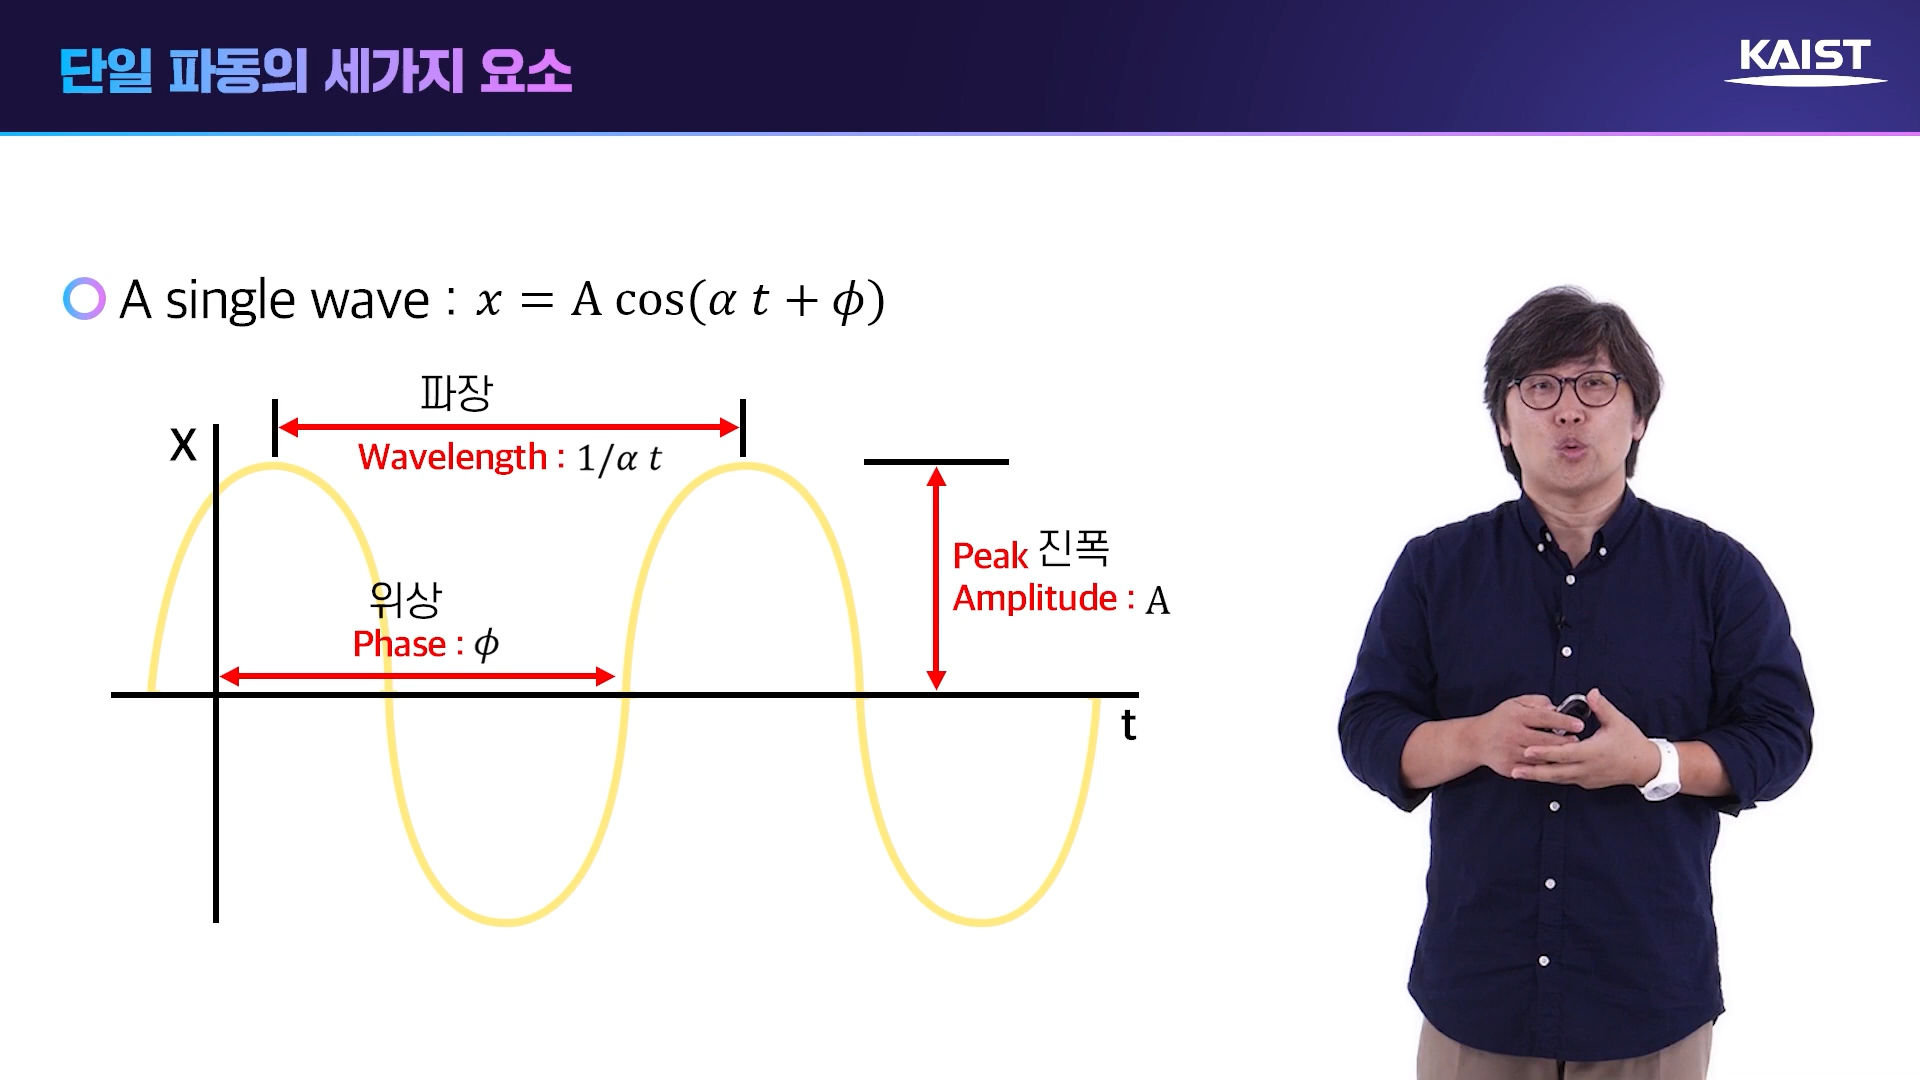 단일 파동의 세가지 요소
KAIST
A single wave : x = A cos(α t + ϕ)
파장
X
Wavelength : 1/α t
Peak 진폭
Amplitude : A
위상
Phase : ϕ
t